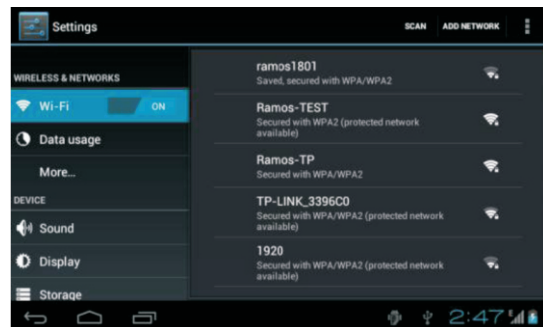 Settings
SCAN
ADD NETWORK
WIRELESS & NETWORKS
Wi-Fi
ON
Data usage
More...
DEVICE
Sound
Display
Storage
ramos1801
Saved, secured with WPA/WPA2
Ramos-TEST
Secured with WPA2 (protected network
available)
Ramos-TP
Secured with WPA/WPA2
TP-LINK_3396C0
Secured with WPA/WPA2 (protected network
available)
1920
Secured with WPA/WPA2 (protected network
available)
2:47